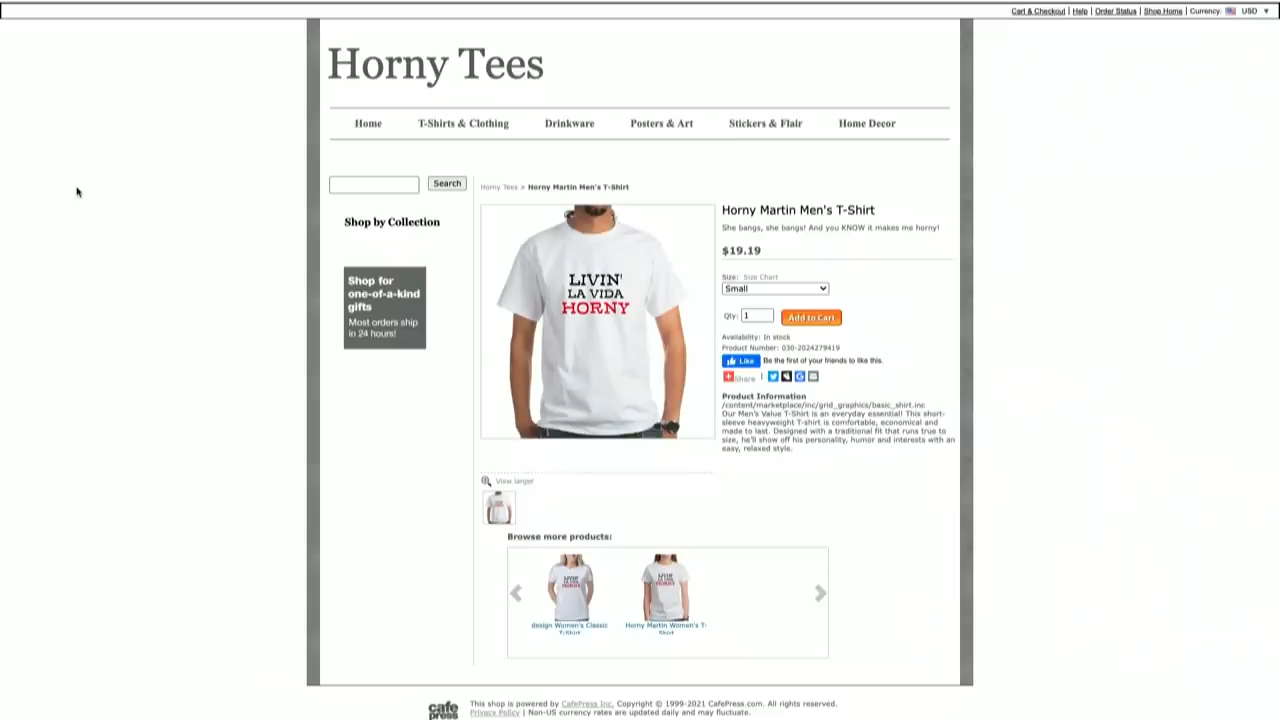 Cart & Checkout | Help | Order Status | Shop Home | Currency: USD
Horny Tees
Home T-Shirts & Clothing Drinkware Posters & Art Stickers & Flair Home Decor
Search
Horny Tees > Horny Martin Men's T-Shirt
Shop by Collection
Shop for
one-of-a-kind
gifts
Most orders ship
in 24 hours!
LIVIN'
LA VIDA
HORNY
Horny Martin Men's T-Shirt
She bangs, she bangs! And you KNOW it makes me horny!
$19.19
Size: Size Chart
Small
Qty: 1 Add to Cart
Availability: In stock
Product Number: 030-2024279419
Like Be the first of your friends to like this.
Share |
Product Information
/content/marketplace/inc/grid_graphics/basic_shirt.inc
Our Men's Value T-Shirt is an everyday essential! This short-
sleeve heavyweight T-shirt is comfortable, economical and
made to last. Designed with a traditional fit that runs true to
size, he'll show off his personality, humor and interests with an
easy, relaxed style.
View larger
Browse more products:
LIVIN'
LA VIDA
HORNY
LIVIN'
LA VIDA
HORNY
design Women's Classic
T-Shirt
Horny Martin Women's T-
Shirt
cafe
press
This shop is powered by CafePress Inc. Copyright © 1999-2021 CafePress.com. All rights reserved.
Privacy Policy | Non-US currency rates are updated daily and may fluctuate.